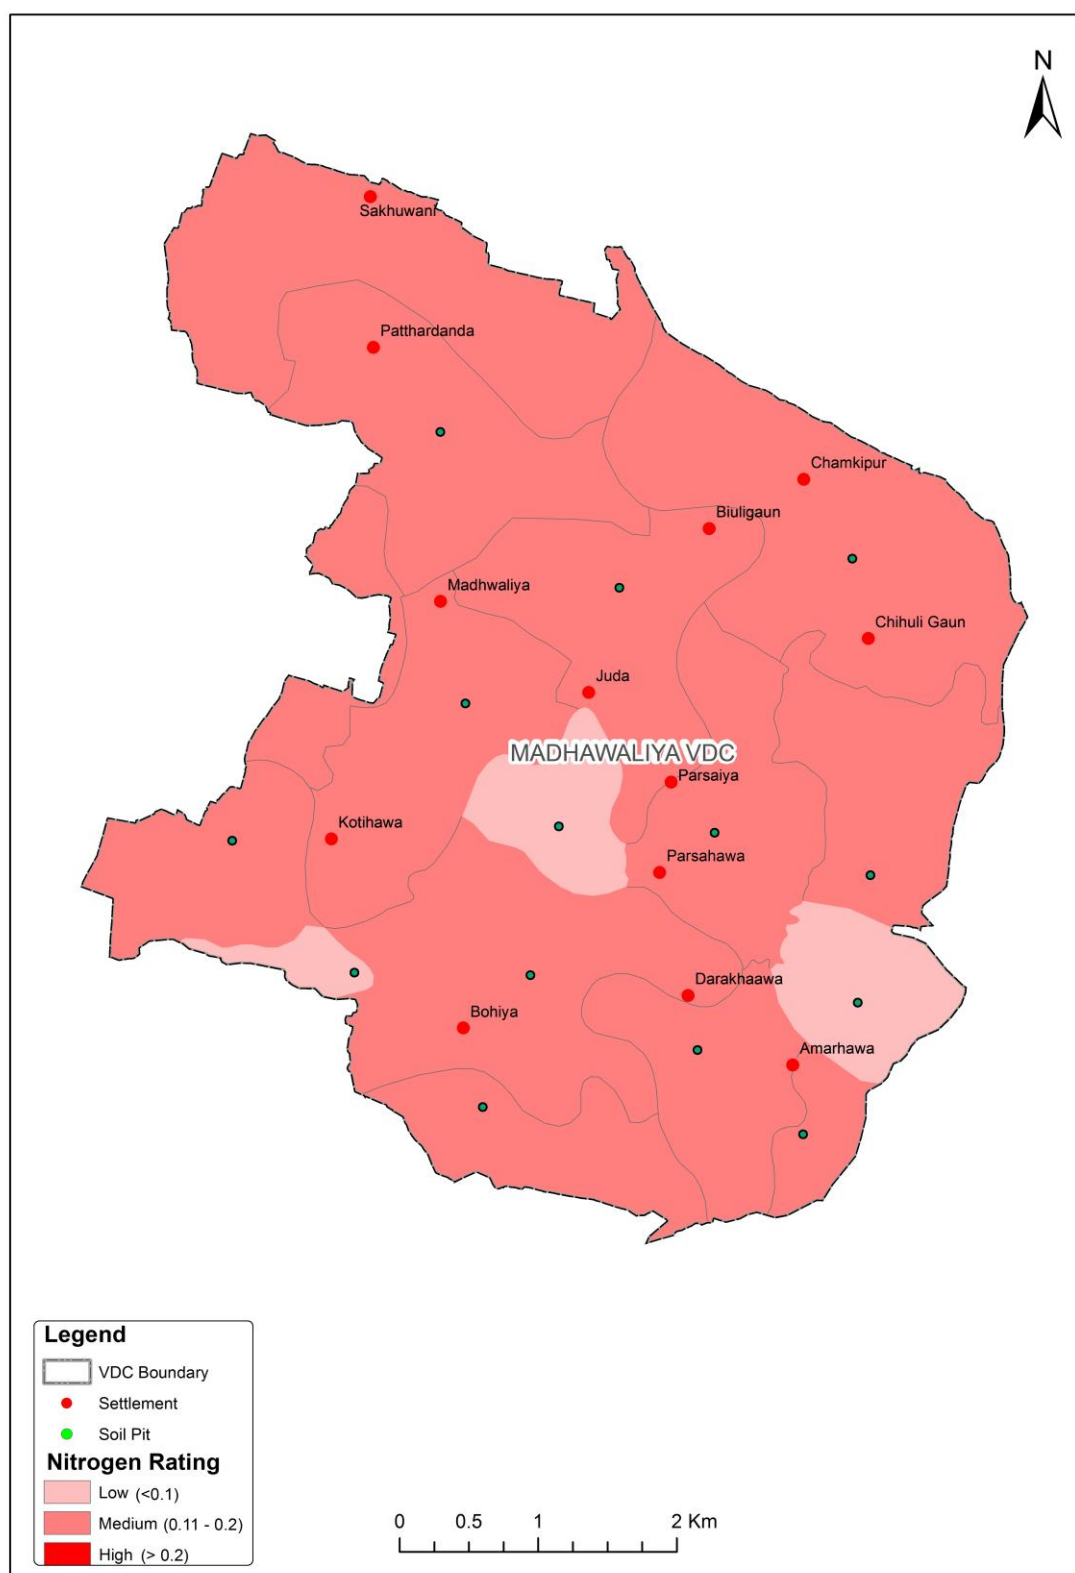 N
Sakhuwani
Patthardanda
Chamkipur
Biuligaun
Madhwaliya
Chihuli Gaun
Juda
MADHAWALIYA VDC
Parsaiya
Kotihawa
Parsahawa
Darakhaawa
Bohiya
Amarhawa
Legend
VDC Boundary
Settlement
Soil Pit
Nitrogen Rating
Low (<0.1)
Medium (0.11 - 0.2)
High (> 0.2)
0 0.5 1 2 Km